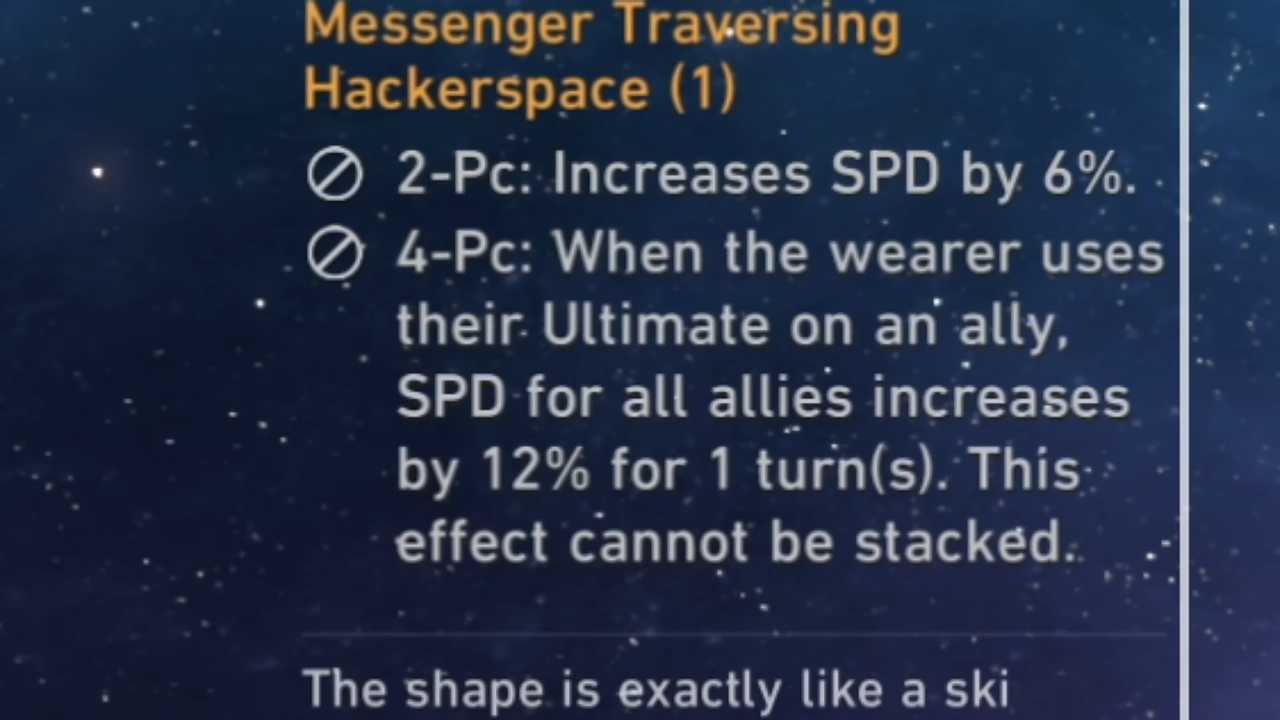 Messenger Traversing
Hackerspace (1)
2-Pc: Increases SPD by 6%.
4-Pc: When the wearer uses
their Ultimate on an ally,
SPD for all allies increases
by 12% for 1 turn(s). This
effect cannot be stacked.
The shape is exactly like a ski